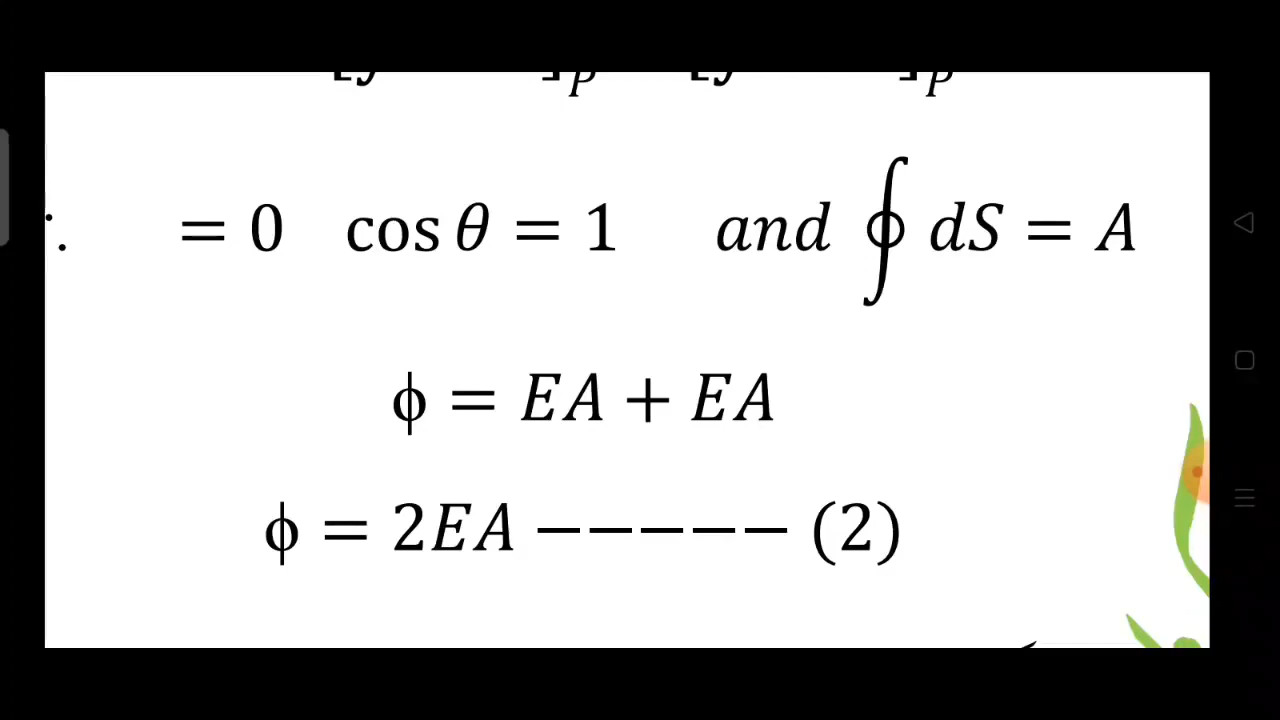 ∴ = 0 cos θ = 1 and ∮ dS = A
ϕ = EA + EA
ϕ = 2EA − − − − − (2)